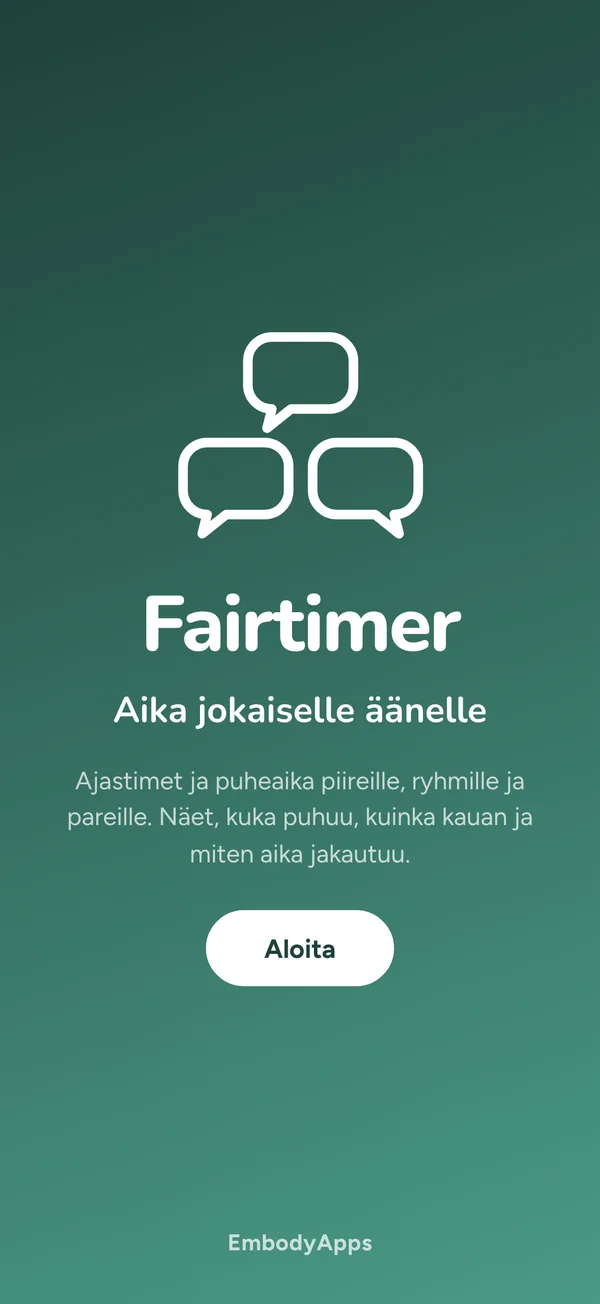 Fairtimer
Aika jokaiselle äänelle
Ajastimet ja puheaika piireille, ryhmille ja
pareille. Näet, kuka puhuu, kuinka kauan ja
miten aika jakautuu.
Aloita
EmbodyApps